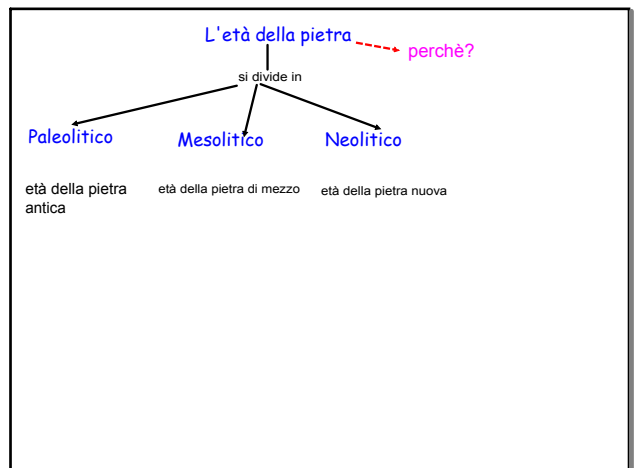 L'età della pietra
perchè?
si divide in
Paleolitico
Mesolitico
Neolitico
età della pietra
antica
età della pietra di mezzo
età della pietra nuova